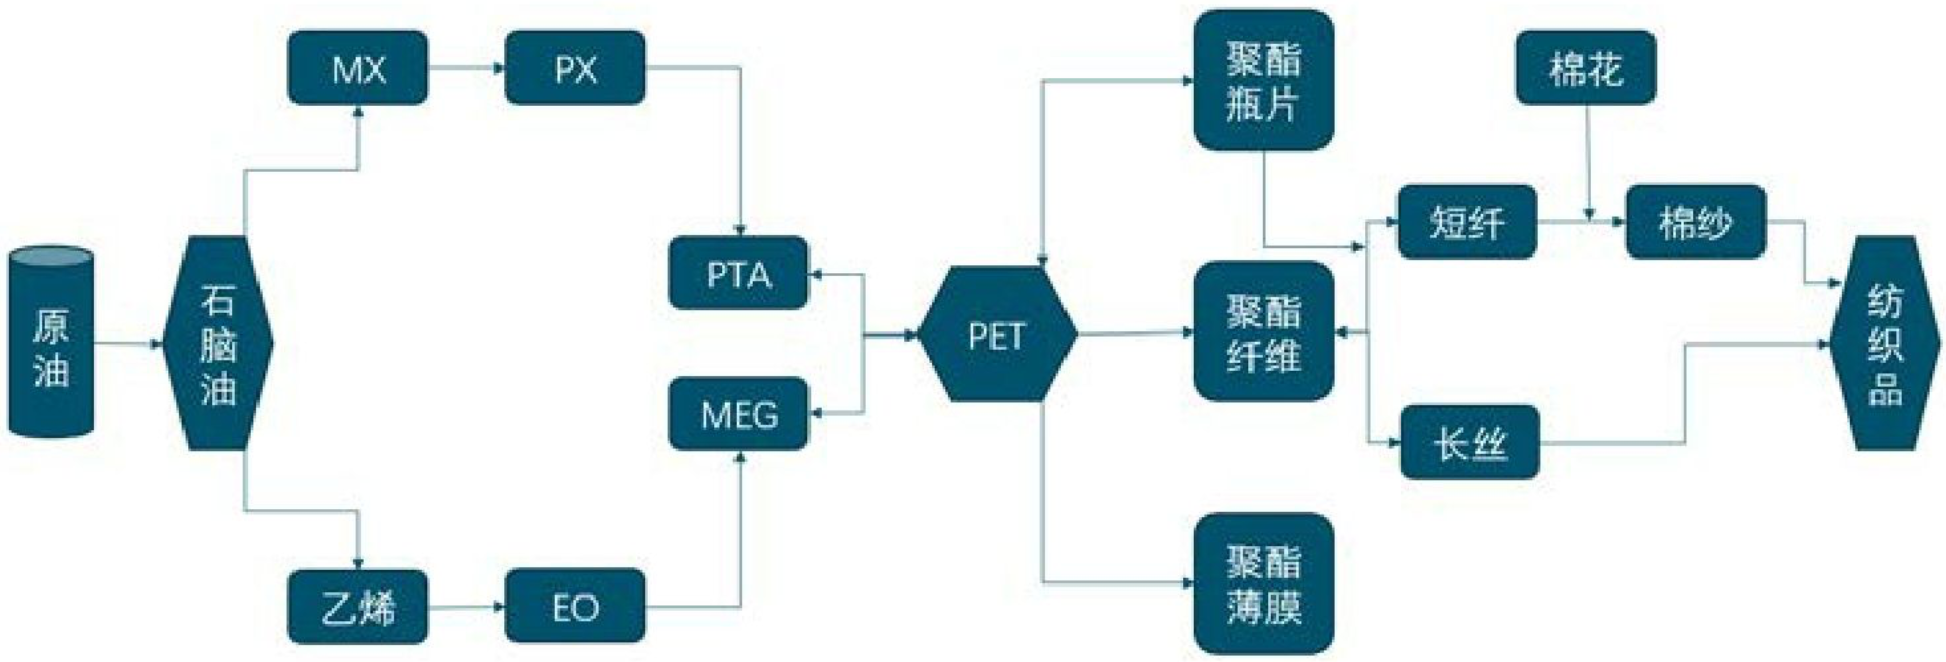 原
油
石
脑
油
MX
PX
乙烯
EO
PTA
MEG
PET
聚酯
瓶片
聚酯
纤维
聚酯
薄膜
棉花
短纤
棉纱
长丝
纺
织
品